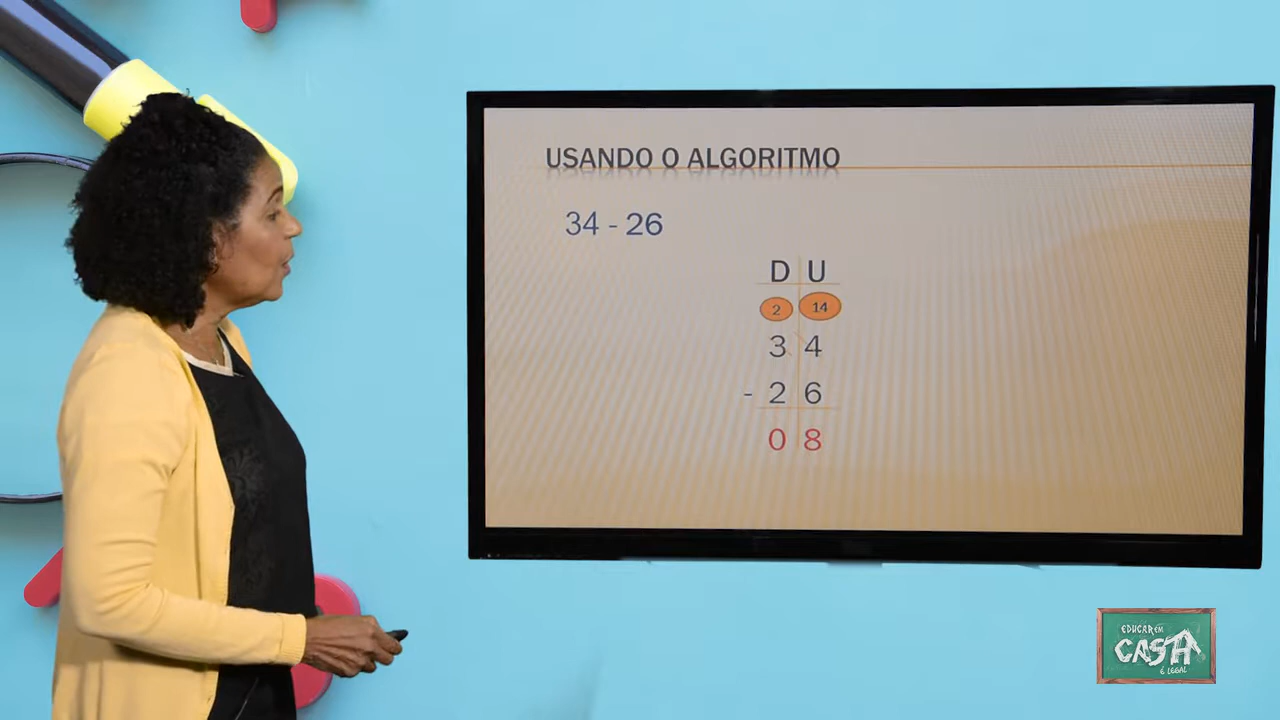 USANDO O ALGORITMO
34 - 26
D U
2 14
3 4
- 2 6
0 8
EDUCAR EM
CASA
É LEGAL